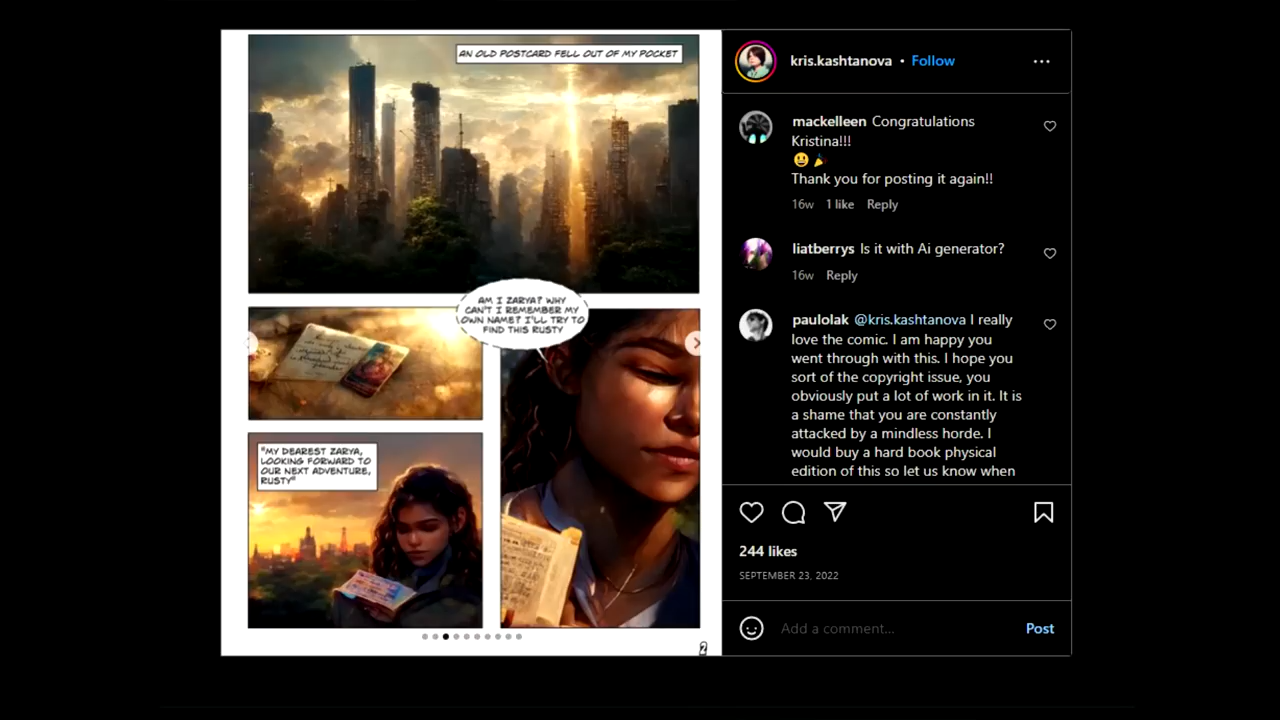 AN OLD POSTCARD FELL OUT OF MY POCKET
AM I ZARYA? WHY
CAN'T I REMEMBER MY
OWN NAME? I'LL TRY TO
FIND THIS RUSTY
"MY DEAREST ZARYA,
LOOKING FORWARD TO
OUR NEXT ADVENTURE,
RUSTY"
2
kris.kashtanova • Follow
mackelleen Congratulations
Kristina!!!
😃 🎉
Thank you for posting it again!!
16w 1 like Reply
liatberrys Is it with Ai generator?
16w Reply
paulolak @kris.kashtanova I really
love the comic. I am happy you
went through with this. I hope you
sort of the copyright issue, you
obviously put a lot of work in it. It is
a shame that you are constantly
attacked by a mindless horde. I
would buy a hard book physical
edition of this so let us know when
244 likes
SEPTEMBER 23, 2022
Add a comment... Post